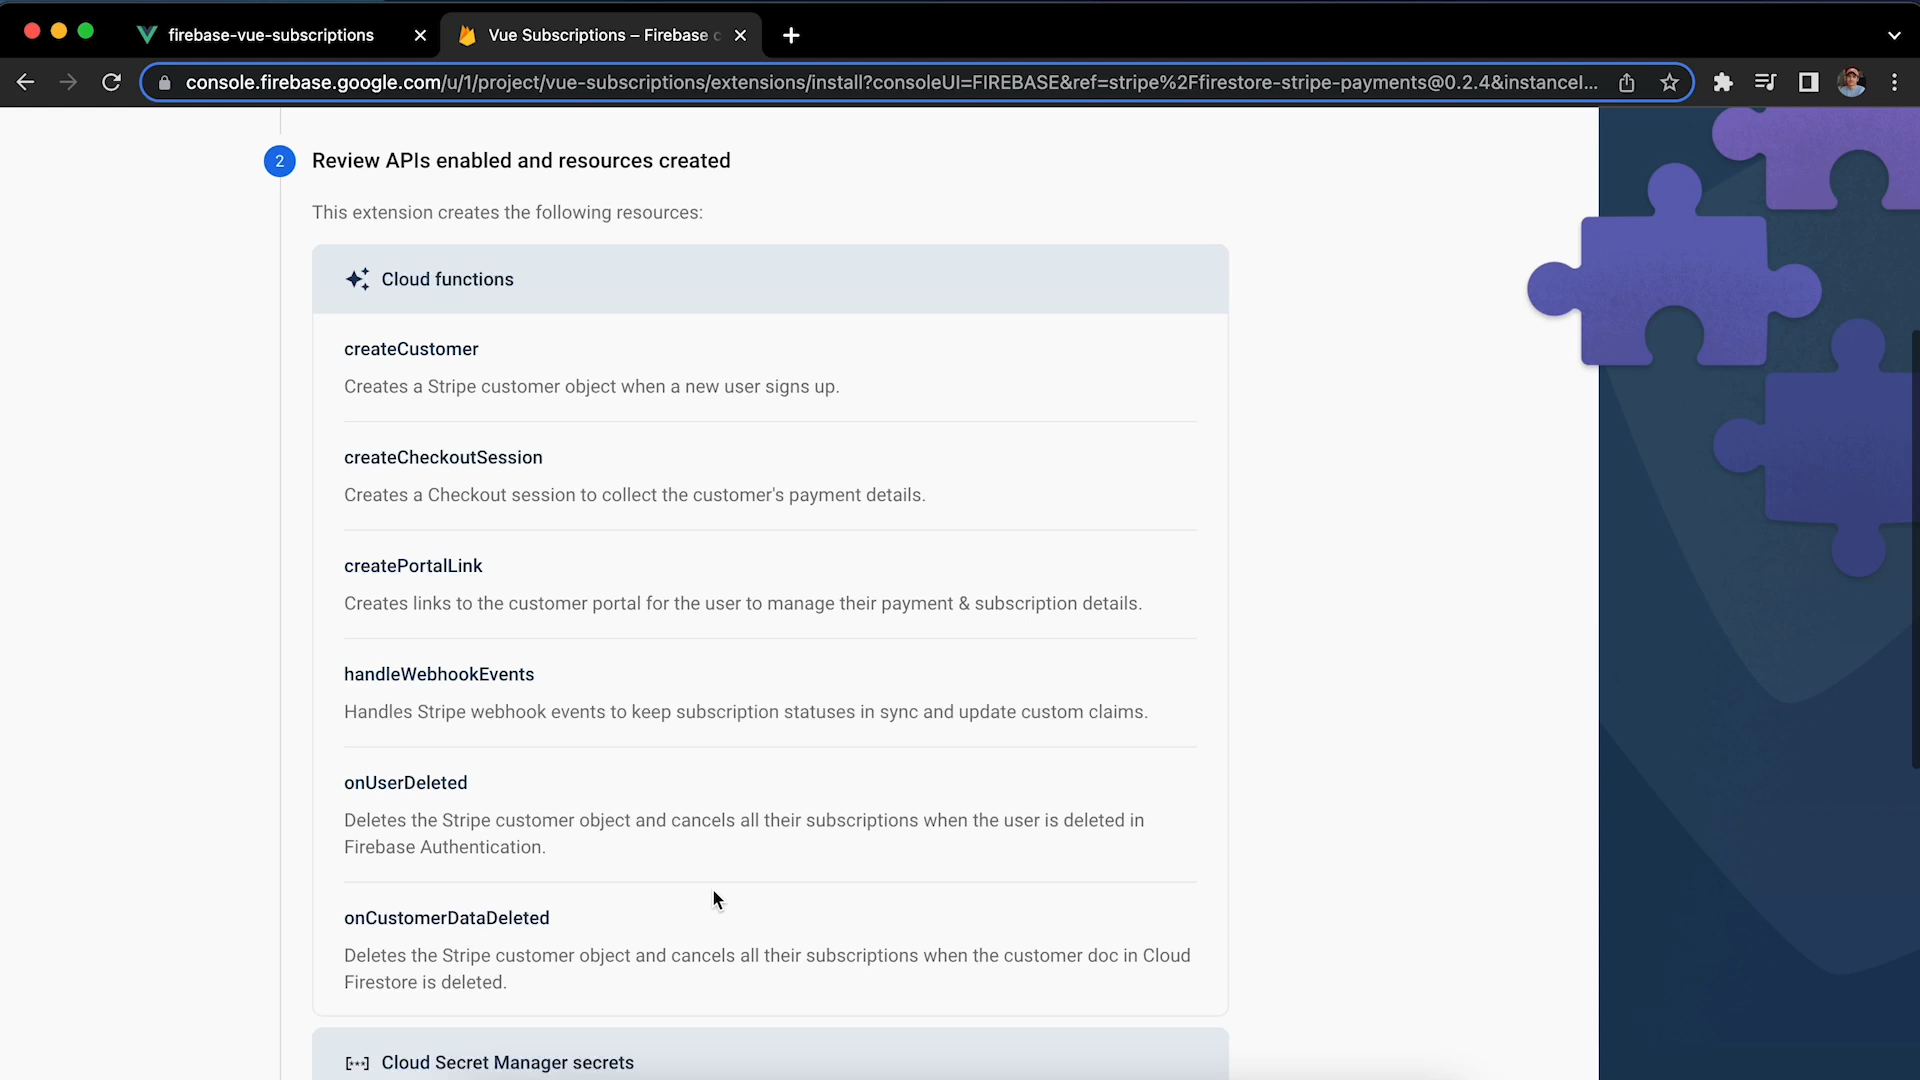 firebase-vue-subscriptions
Vue Subscriptions – Firebase c
console.firebase.google.com/u/1/project/vue-subscriptions/extensions/install?consoleUI=FIREBASE&ref=stripe%2Ffirestore-stripe-payments@0.2.4&instanceI...
2
Review APIs enabled and resources created
This extension creates the following resources:
Cloud functions
createCustomer
Creates a Stripe customer object when a new user signs up.
createCheckoutSession
Creates a Checkout session to collect the customer's payment details.
createPortalLink
Creates links to the customer portal for the user to manage their payment & subscription details.
handleWebhookEvents
Handles Stripe webhook events to keep subscription statuses in sync and update custom claims.
onUserDeleted
Deletes the Stripe customer object and cancels all their subscriptions when the user is deleted in
Firebase Authentication.
onCustomerDataDeleted
Deletes the Stripe customer object and cancels all their subscriptions when the customer doc in Cloud
Firestore is deleted.
Cloud Secret Manager secrets